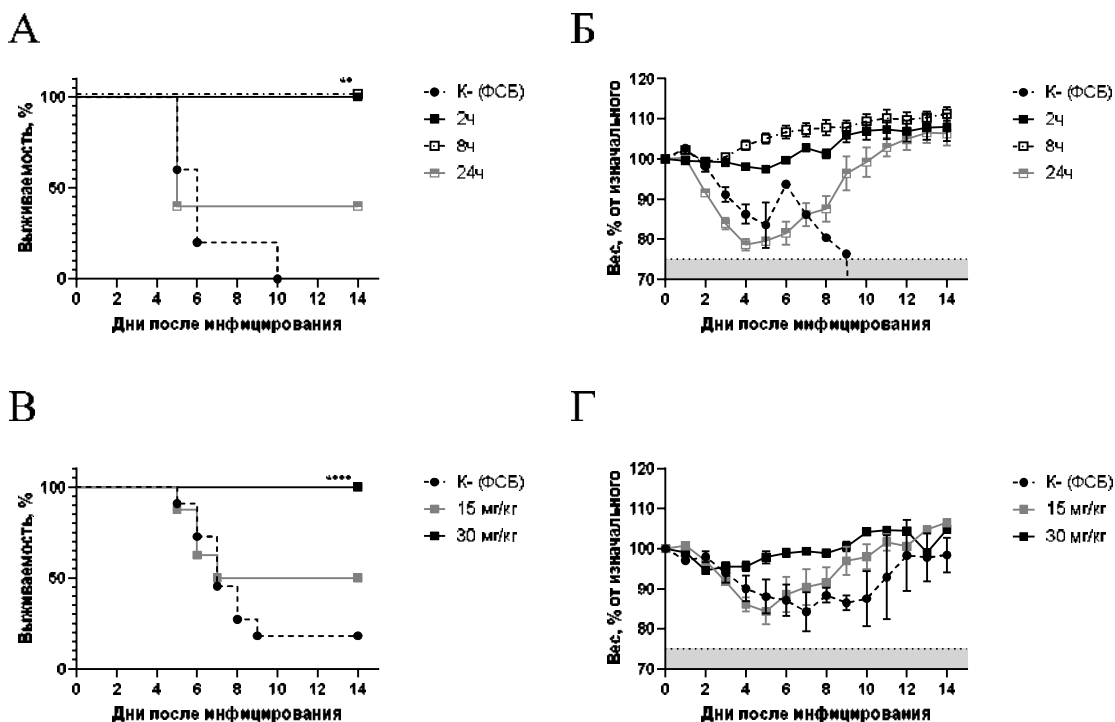 А
Выживаемость, %
100
50
0
0 2 4 6 8 10 12 14
Дни после инфицирования
**
К- (ФСБ)
2ч
8ч
24ч
Б
Вес, % от изначального
120
110
100
90
80
70
0 2 4 6 8 10 12 14
Дни после инфицирования
К- (ФСБ)
2ч
8ч
24ч
В
Выживаемость, %
100
50
0
0 2 4 6 8 10 12 14
Дни после инфицирования
****
К- (ФСБ)
15 мг/кг
30 мг/кг
Г
Вес, % от изначального
120
110
100
90
80
70
0 2 4 6 8 10 12 14
Дни после инфицирования
К- (ФСБ)
15 мг/кг
30 мг/кг